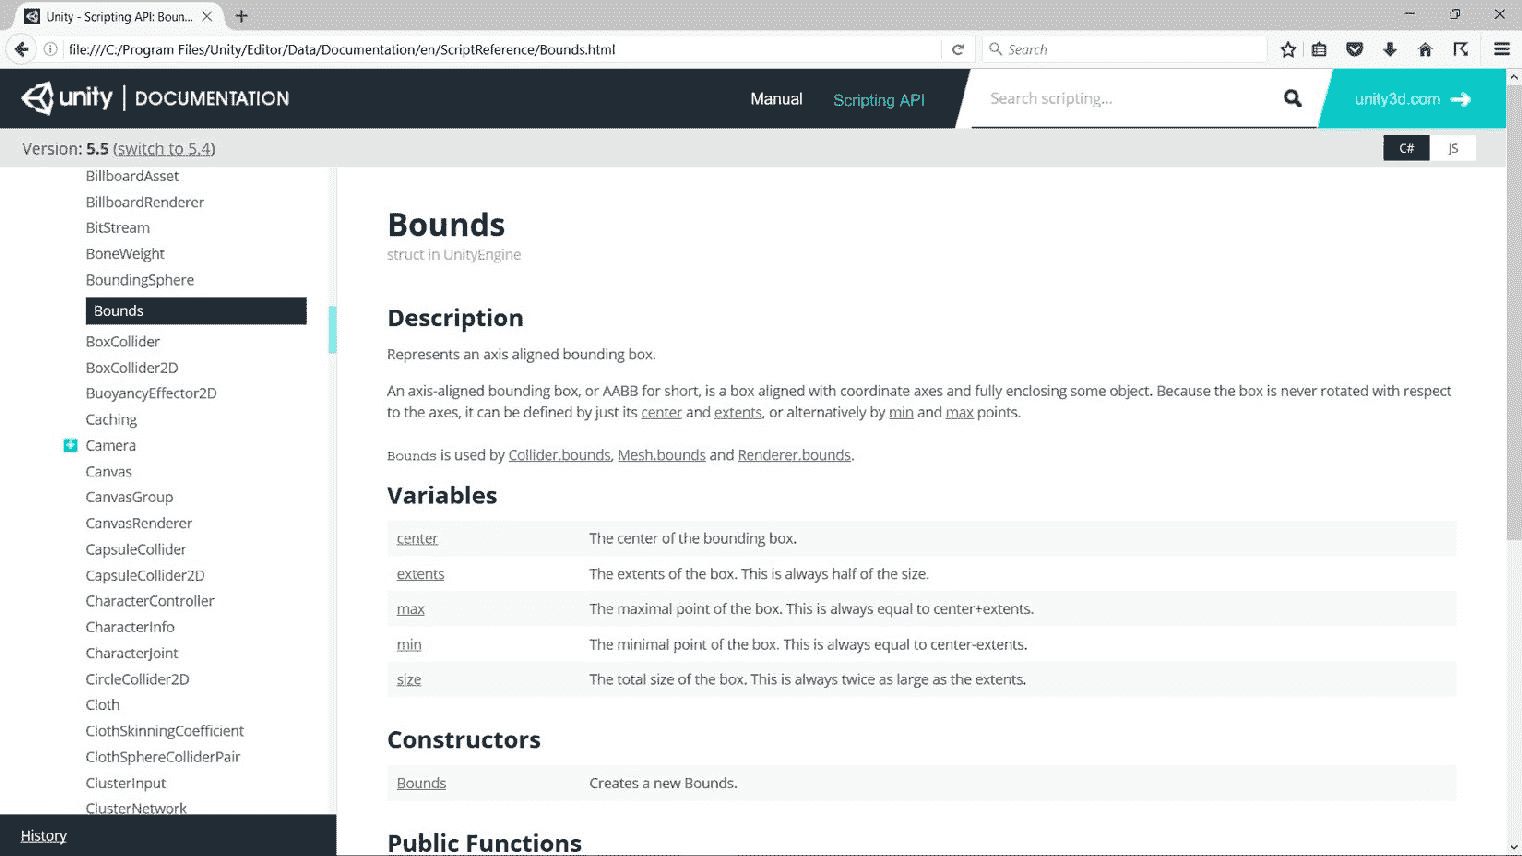 Unity - Scripting API: Boun...
file:///C:/Program Files/Unity/Editor/Data/Documentation/en/ScriptReference/Bounds.html
Search
unity | DOCUMENTATION
Manual
Scripting API
Search scripting...
unity3d.com
Version: 5.5 (switch to 5.4)
C#
JS
BillboardAsset
BillboardRenderer
BitStream
BoneWeight
BoundingSphere
Bounds
BoxCollider
BoxCollider2D
BuoyancyEffector2D
Caching
Camera
Canvas
CanvasGroup
CanvasRenderer
CapsuleCollider
CapsuleCollider2D
CharacterController
CharacterInfo
CharacterJoint
CircleCollider2D
Cloth
ClothSkinningCoefficient
ClothSphereColliderPair
ClusterInput
ClusterNetwork
History
Bounds
struct in UnityEngine
Description
Represents an axis aligned bounding box.
An axis-aligned bounding box, or AABB for short, is a box aligned with coordinate axes and fully enclosing some object. Because the box is never rotated with respect
to the axes, it can be defined by just its center and extents, or alternatively by min and max points.
Bounds is used by Collider.bounds, Mesh.bounds and Renderer.bounds.
Variables
center The center of the bounding box.
extents The extents of the box. This is always half of the size.
max The maximal point of the box. This is always equal to center+extents.
min The minimal point of the box. This is always equal to center-extents.
size The total size of the box. This is always twice as large as the extents.
Constructors
Bounds Creates a new Bounds.
Public Functions